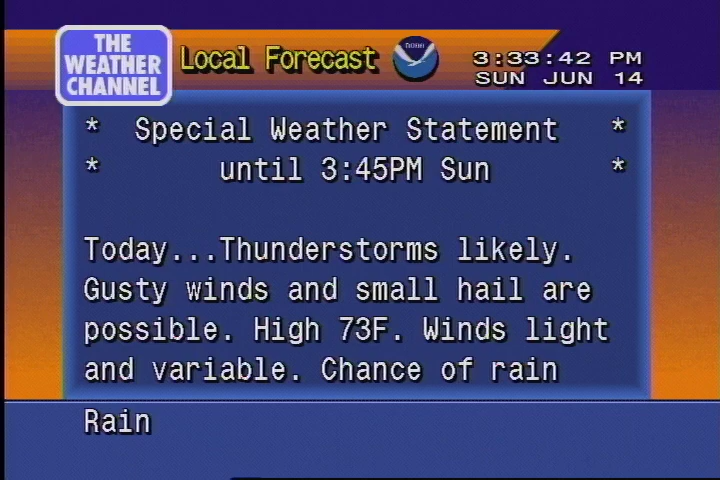 THE
WEATHER
CHANNEL
Local Forecast
NOAA
3:33:42 PM
SUN JUN 14
* Special Weather Statement *
* until 3:45PM Sun *
Today...Thunderstorms likely.
Gusty winds and small hail are
possible. High 73F. Winds light
and variable. Chance of rain
Rain